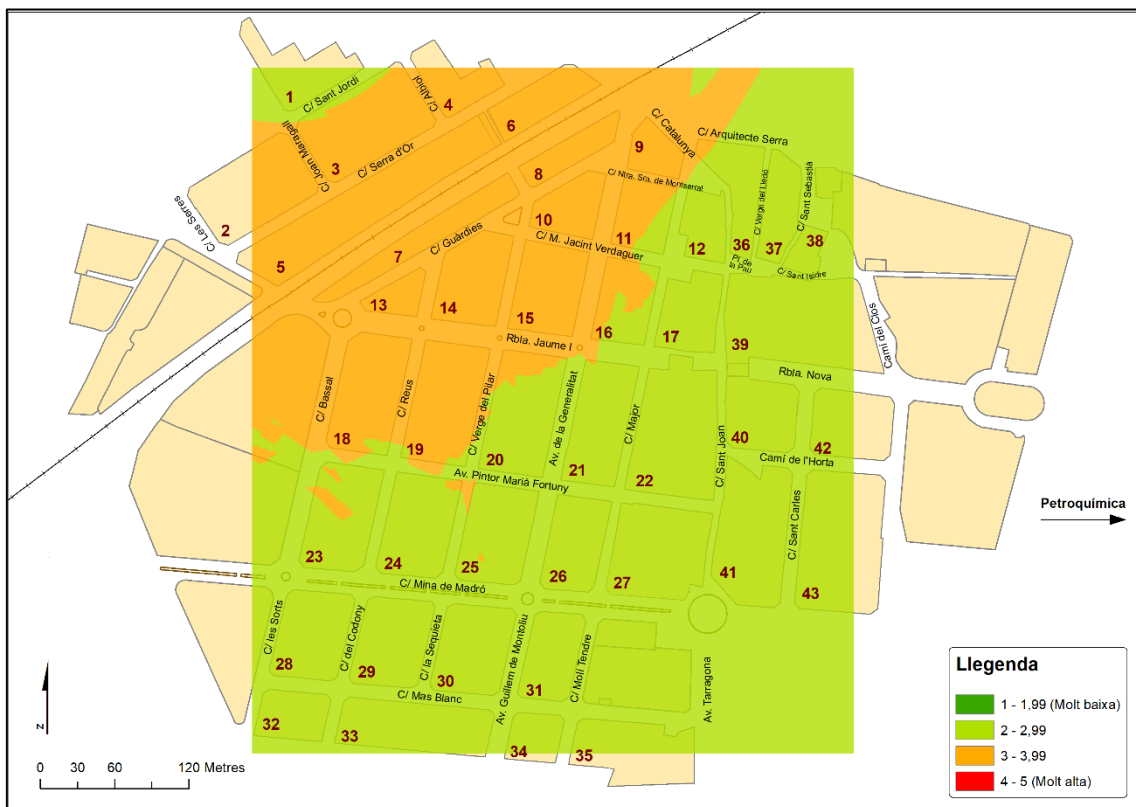 1
C/ Sant Jordi
C/ Albiol
4
6
C/ Joan Maragall
3
C/ Serra d'Or
8
9
C/ Catalunya
C/ Arquitecte Serra
C/ Ntra. Sra. de Montserrat
C/ Verge del Lledó
C/ Sant Sebastià
C/ Les Serres
2
5
7
C/ Guàrdies
10
C/ M. Jacint Verdaguer
11
12
36
Pl. de
la Pau
37
38
C/ Sant Isidre
13
14
15
Rbla. Jaume I
16
17
39
Rbla. Nova
Camí del Clos
C/ Bassal
C/ Reus
C/ Verge del Pilar
Av. de la Generalitat
C/ Major
C/ Sant Joan
18
19
20
21
22
40
42
Camí de l'Horta
Av. Pintor Marià Fortuny
C/ Sant Carles
Petroquímica
23
24
25
26
27
41
43
C/ Mina de Madró
C/ les Sorts
C/ del Codony
C/ la Sequieta
Av. Guillem de Montoliu
C/ Molí Tendre
Av. Tarragona
28
29
30
31
C/ Mas Blanc
32
33
34
35
N
0 30 60 120 Metres
Llegenda
1 - 1,99 (Molt baixa)
2 - 2,99
3 - 3,99
4 - 5 (Molt alta)